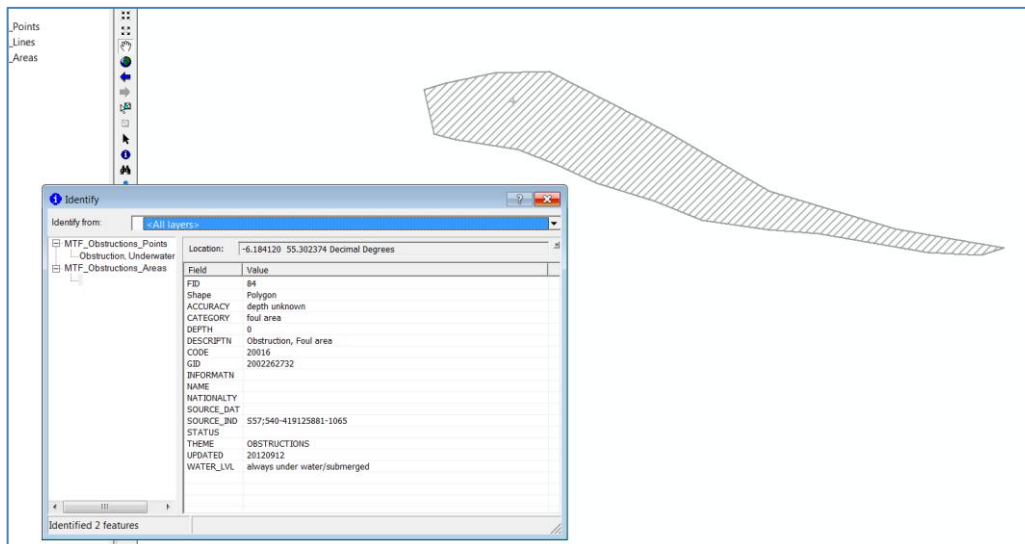 _Points
_Lines
_Areas
Identify
Identify from: <All layers>
MTF_Obstructions_Points
Obstruction, Underwater
MTF_Obstructions_Areas
Location: -6.184120 55.302374 Decimal Degrees
Field Value
FID 84
Shape Polygon
ACCURACY depth unknown
CATEGORY foul area
DEPTH 0
DESCRIPTN Obstruction, Foul area
CODE 20016
GID 2002262732
INFORMATN
NAME
NATIONALTY
SOURCE_DAT
SOURCE_IND S57;540-419125881-1065
STATUS
THEME OBSTRUCTIONS
UPDATED 20120912
WATER_LVL always under water/submerged
Identified 2 features